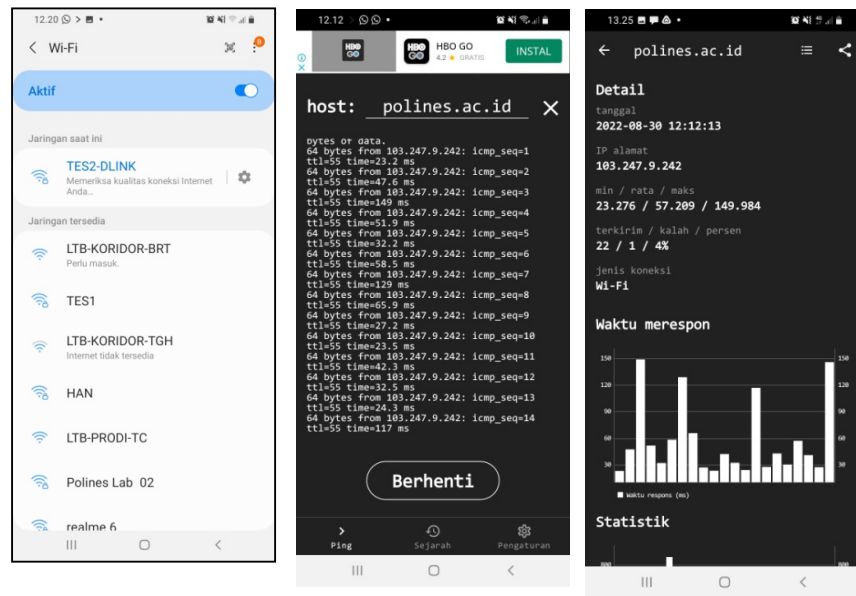 12.20
Wi-Fi
Aktif
Jaringan saat ini
TES2-DLINK
Memeriksa kualitas koneksi Internet
Anda...
Jaringan tersedia
LTB-KORIDOR-BRT
Perlu masuk.
TES1
LTB-KORIDOR-TGH
Internet tidak tersedia
HAN
LTB-PRODI-TC
Polines Lab 02
realme 6
12.12
HBO GO
HBO GO
HBO GO
4.2 ★ GRATIS
INSTAL
host: polines.ac.id
bytes of data.
64 bytes from 103.247.9.242: icmp_seq=1
ttl=55 time=23.2 ms
64 bytes from 103.247.9.242: icmp_seq=2
ttl=55 time=47.6 ms
64 bytes from 103.247.9.242: icmp_seq=3
ttl=55 time=149 ms
64 bytes from 103.247.9.242: icmp_seq=4
ttl=55 time=51.9 ms
64 bytes from 103.247.9.242: icmp_seq=5
ttl=55 time=32.2 ms
64 bytes from 103.247.9.242: icmp_seq=6
ttl=55 time=58.5 ms
64 bytes from 103.247.9.242: icmp_seq=7
ttl=55 time=129 ms
64 bytes from 103.247.9.242: icmp_seq=8
ttl=55 time=65.9 ms
64 bytes from 103.247.9.242: icmp_seq=9
ttl=55 time=27.2 ms
64 bytes from 103.247.9.242: icmp_seq=10
ttl=55 time=23.5 ms
64 bytes from 103.247.9.242: icmp_seq=11
ttl=55 time=42.3 ms
64 bytes from 103.247.9.242: icmp_seq=12
ttl=55 time=32.5 ms
64 bytes from 103.247.9.242: icmp_seq=13
ttl=55 time=24.3 ms
64 bytes from 103.247.9.242: icmp_seq=14
ttl=55 time=117 ms
Berhenti
Ping Sejarah Pengaturan
13.25
polines.ac.id
Detail
tanggal
2022-08-30 12:12:13
IP alamat
103.247.9.242
min / rata / maks
23.276 / 57.209 / 149.984
terkirim / kalah / persen
22 / 1 / 4%
jenis koneksi
Wi-Fi
Waktu merespon
150 150
120 120
90 90
60 60
30 30
Waktu respons (ms)
Statistik
800 800